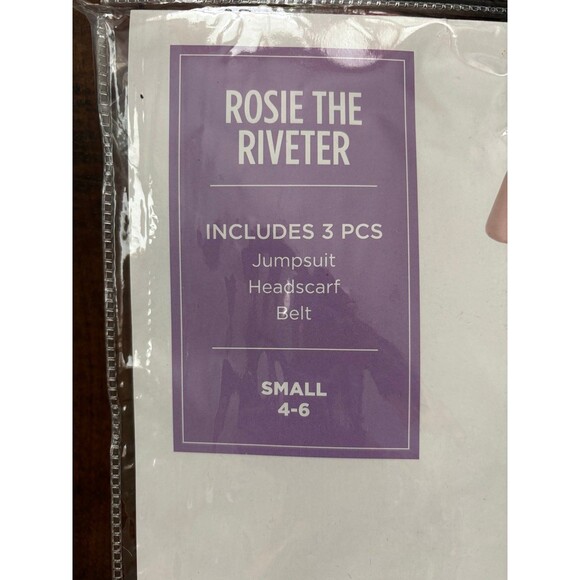 ROSIE THE
RIVETER
INCLUDES 3 PCS
Jumpsuit
Headscarf
Belt
SMALL
4-6